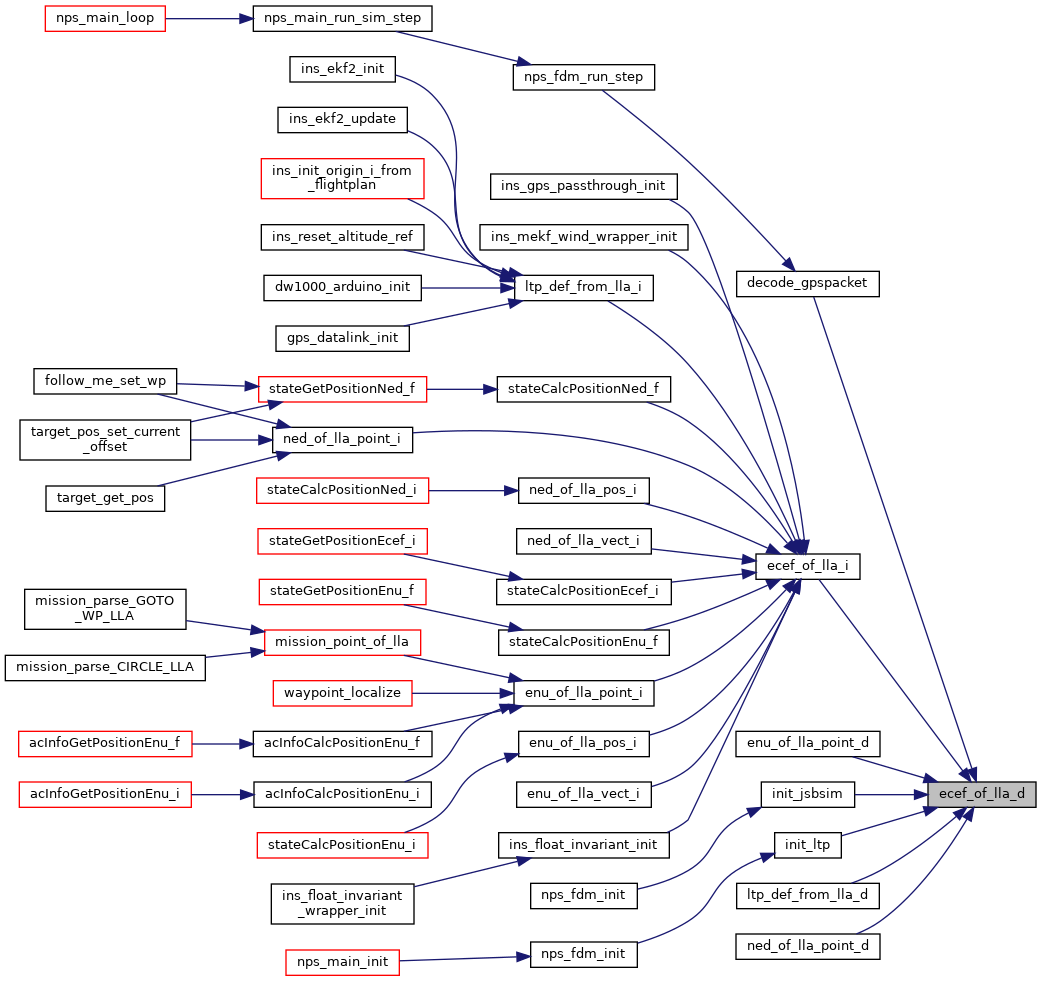 nps_main_loop
nps_main_run_sim_step
ins_ekf2_init
nps_fdm_run_step
ins_ekf2_update
ins_init_origin_i_from
_flightplan
ins_gps_passthrough_init
ins_reset_altitude_ref
ins_mekf_wind_wrapper_init
dw1000_arduino_init
ltp_def_from_lla_i
decode_gpspacket
gps_datalink_init
follow_me_set_wp
stateGetPositionNed_f
stateCalcPositionNed_f
target_pos_set_current
_offset
ned_of_lla_point_i
target_get_pos
stateCalcPositionNed_i
ned_of_lla_pos_i
stateGetPositionEcef_i
ned_of_lla_vect_i
ecef_of_lla_i
stateGetPositionEnu_f
stateCalcPositionEcef_i
mission_parse_GOTO
_WP_LLA
mission_point_of_lla
stateCalcPositionEnu_f
mission_parse_CIRCLE_LLA
waypoint_localize
enu_of_lla_point_i
acInfoGetPositionEnu_f
acInfoCalcPositionEnu_f
enu_of_lla_pos_i
enu_of_lla_point_d
acInfoGetPositionEnu_i
acInfoCalcPositionEnu_i
enu_of_lla_vect_i
init_jsbsim
ecef_of_lla_d
stateCalcPositionEnu_i
ins_float_invariant_init
init_ltp
ins_float_invariant
_wrapper_init
nps_fdm_init
ltp_def_from_lla_d
nps_main_init
nps_fdm_init
ned_of_lla_point_d